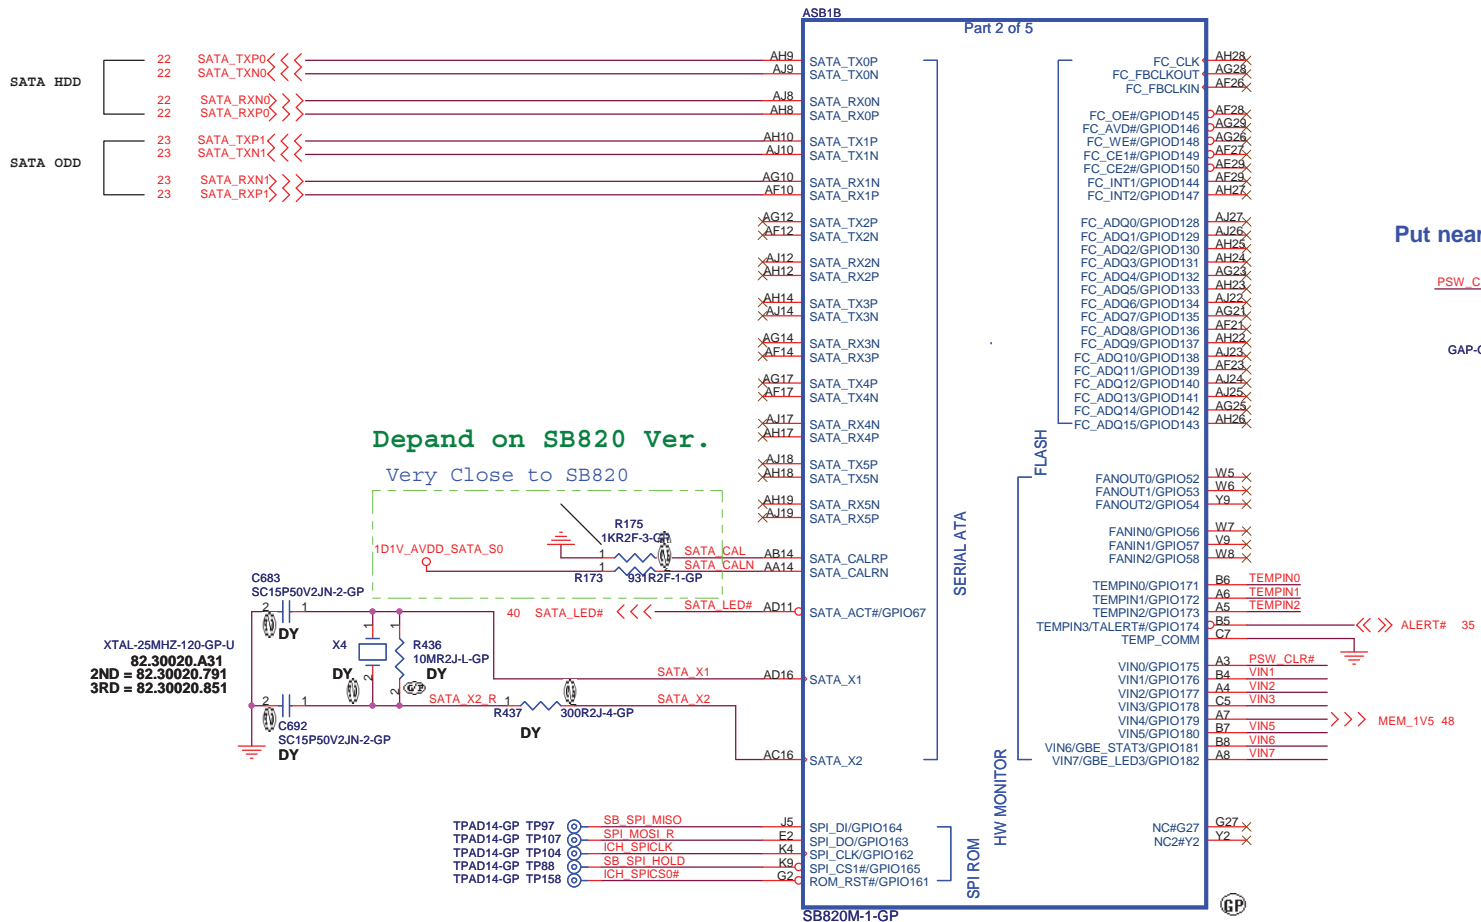 ASB1B
Part 2 of 5
SATA HDD
22 SATA_TXP0 AH9 SATA_TX0P
22 SATA_TXN0 AJ9 SATA_TX0N
22 SATA_RXN0 AJ8 SATA_RX0N
22 SATA_RXP0 AH8 SATA_RX0P
SATA ODD
23 SATA_TXP1 AH10 SATA_TX1P
23 SATA_TXN1 AJ10 SATA_TX1N
23 SATA_RXN1 AG10 SATA_RX1N
23 SATA_RXP1 AF10 SATA_RX1P
AG12 SATA_TX2P
AF12 SATA_TX2N
AJ12 SATA_RX2N
AH12 SATA_RX2P
AH14 SATA_TX3P
AJ14 SATA_TX3N
AG14 SATA_RX3N
AF14 SATA_RX3P
AG17 SATA_TX4P
AF17 SATA_TX4N
AJ17 SATA_RX4N
AH17 SATA_RX4P
AJ18 SATA_TX5P
AH18 SATA_TX5N
AH19 SATA_RX5N
AJ19 SATA_RX5P
Depand on SB820 Ver.
Very Close to SB820
R175
1KR2F-3-GP
1D1V_AVDD_SATA_S0
1 2 SATA_CAL AB14 SATA_CALRP
1 2 SATA_CALN AA14 SATA_CALRN
R173 931R2F-1-GP
40 SATA_LED# SATA_LED# AD11 SATA_ACT#/GPIO67
C683
SC15P50V2JN-2-GP
2 1
DY
XTAL-25MHZ-120-GP-U
82.30020.A31
2ND = 82.30020.791
3RD = 82.30020.851
X4
1 2
DY
R436
10MR2J-L-GP
1 2
DY
SATA_X1 AD16 SATA_X1
2 1
C692
SC15P50V2JN-2-GP
DY
SATA_X2_R 1 SATA_X2
R437 300R2J-4-GP
DY
AC16 SATA_X2
SERIAL ATA
TPAD14-GP TP97 SB_SPI_MISO J5 SPI_DI/GPIO164
TPAD14-GP TP107 SPI_MOSI_R E2 SPI_DO/GPIO163
TPAD14-GP TP104 ICH_SPICLK K4 SPI_CLK/GPIO162
TPAD14-GP TP88 SB_SPI_HOLD K9 SPI_CS1#/GPIO165
TPAD14-GP TP158 ICH_SPICS0# G2 ROM_RST#/GPIO161
SPI ROM
SB820M-1-GP
FC_CLK AH28
FC_FBCLKOUT AG28
FC_FBCLKIN AF26
FC_OE#/GPIOD145 AF28
FC_AVD#/GPIOD146 AG29
FC_WE#/GPIOD148 AG26
FC_CE1#/GPIOD149 AF27
FC_CE2#/GPIOD150 AE29
FC_INT1/GPIOD144 AF29
FC_INT2/GPIOD147 AH27
FC_ADQ0/GPIOD128 AJ27
FC_ADQ1/GPIOD129 AJ26
FC_ADQ2/GPIOD130 AH25
FC_ADQ3/GPIOD131 AH24
FC_ADQ4/GPIOD132 AG23
FC_ADQ5/GPIOD133 AH23
FC_ADQ6/GPIOD134 AJ22
FC_ADQ7/GPIOD135 AG21
FC_ADQ8/GPIOD136 AF21
FC_ADQ9/GPIOD137 AH22
FC_ADQ10/GPIOD138 AJ23
FC_ADQ11/GPIOD139 AF23
FC_ADQ12/GPIOD140 AJ24
FC_ADQ13/GPIOD141 AJ25
FC_ADQ14/GPIOD142 AG25
FC_ADQ15/GPIOD143 AH26
FLASH
FANOUT0/GPIO52 W5
FANOUT1/GPIO53 W6
FANOUT2/GPIO54 Y9
FANIN0/GPIO56 W7
FANIN1/GPIO57 V9
FANIN2/GPIO58 W8
TEMPIN0/GPIO171 B6 TEMPIN0
TEMPIN1/GPIO172 A6 TEMPIN1
TEMPIN2/GPIO173 A5 TEMPIN2
TEMPIN3/TALERT#/GPIO174 B5 ALERT# 35
TEMP_COMM C7
VIN0/GPIO175 A3 PSW_CLR#
VIN1/GPIO176 B4 VIN1
VIN2/GPIO177 A4 VIN2
VIN3/GPIO178 C5 VIN3
VIN4/GPIO179 A7 MEM_1V5 48
VIN5/GPIO180 B7 VIN5
VIN6/GBE_STAT3/GPIO181 B8 VIN6
VIN7/GBE_LED3/GPIO182 A8 VIN7
HW MONITOR
NC#G27 G27
NC2#Y2 Y2
GP
Put near
PSW_C
GAP-C